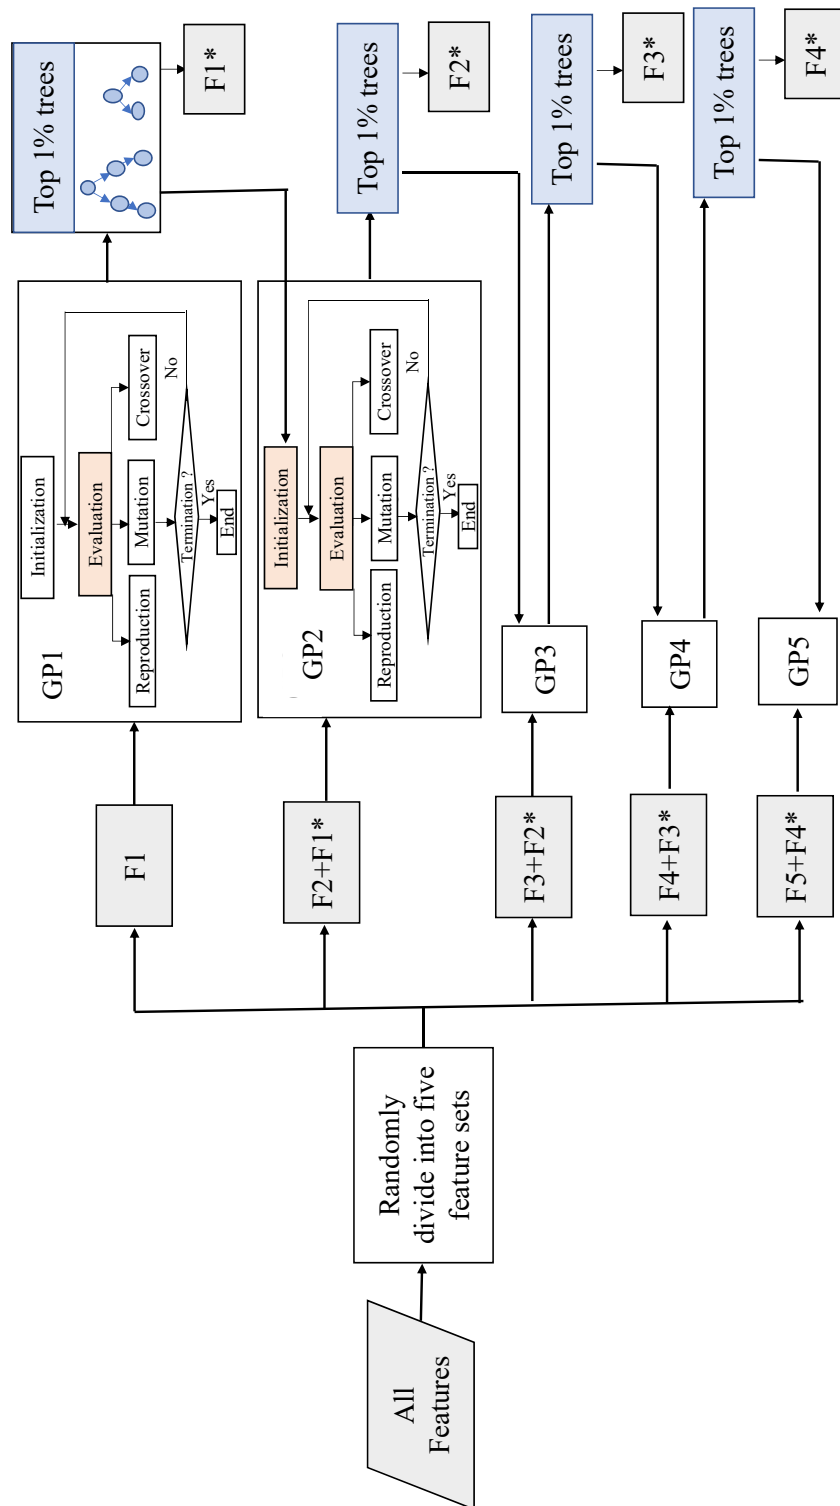 All
Features
Randomly
divide into five
feature sets
F1
F2+F1*
F3+F2*
F4+F3*
F5+F4*
GP1
Initialization
Evaluation
Reproduction
Mutation
Crossover
Termination ?
No
Yes
End
Top 1% trees
F1*
GP2
Initialization
Evaluation
Reproduction
Mutation
Crossover
Termination ?
No
Yes
End
Top 1% trees
F2*
GP3
Top 1% trees
F3*
GP4
Top 1% trees
F4*
GP5